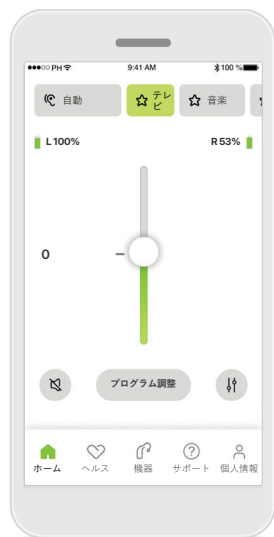 PH 9:41 AM 100 %
自動 テレビ 音楽
L 100% R 53%
0
プログラム調整
ホーム ヘルス 機器 サポート 個人情報